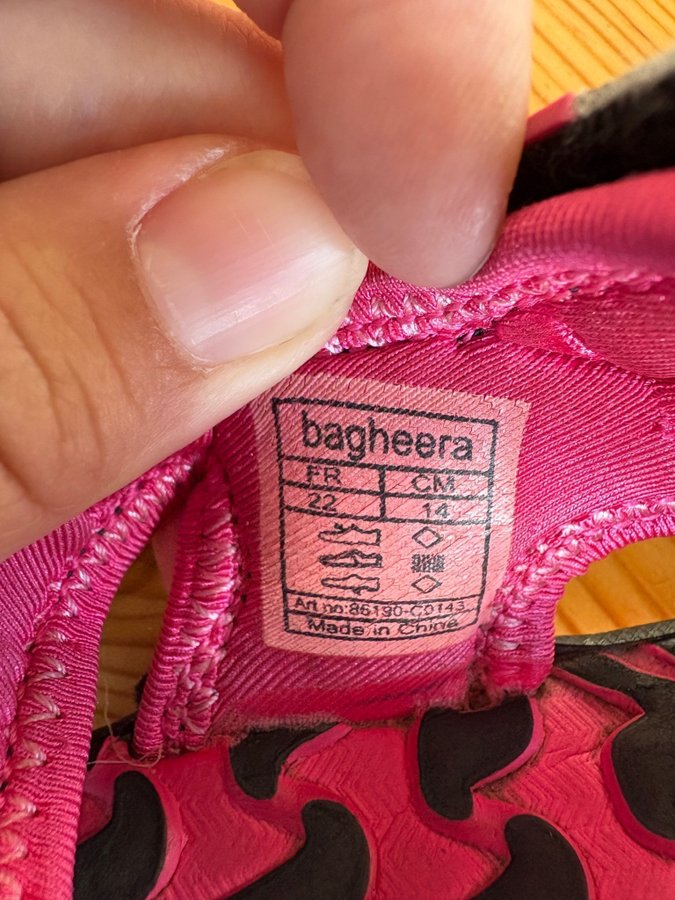 bagheera
FR CM
22 14
Art no:86190-C0143
Made in China